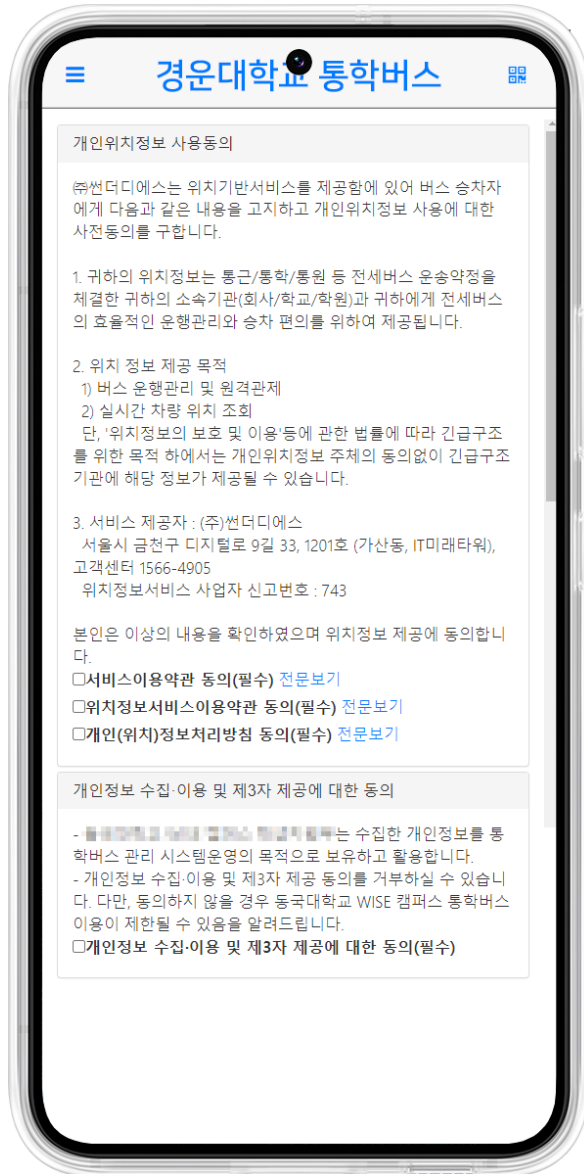 경운대학교 통학버스
개인위치정보 사용동의
㈜썬더디에스는 위치기반서비스를 제공함에 있어 버스 승차자
에게 다음과 같은 내용을 고지하고 개인위치정보 사용에 대한
사전동의를 구합니다.
1. 귀하의 위치정보는 통근/통학/통원 등 전세버스 운송약정을
체결한 귀하의 소속기관(회사/학교/학원)과 귀하에게 전세버스
의 효율적인 운행관리와 승차 편의를 위하여 제공됩니다.
2. 위치 정보 제공 목적
1) 버스 운행관리 및 원격관제
2) 실시간 차량 위치 조회
단, '위치정보의 보호 및 이용'등에 관한 법률에 따라 긴급구조
를 위한 목적 하에서는 개인위치정보 주체의 동의없이 긴급구조
기관에 해당 정보가 제공될 수 있습니다.
3. 서비스 제공자 : (주)썬더디에스
서울시 금천구 디지털로 9길 33, 1201호 (가산동, IT미래타워),
고객센터 1566-4905
위치정보서비스 사업자 신고번호 : 743
본인은 이상의 내용을 확인하였으며 위치정보 제공에 동의합니
다.
서비스이용약관 동의(필수) 전문보기
위치정보서비스이용약관 동의(필수) 전문보기
개인(위치)정보처리방침 동의(필수) 전문보기
개인정보 수집·이용 및 제3자 제공에 대한 동의
- 는 수집한 개인정보를 통
학버스 관리 시스템운영의 목적으로 보유하고 활용합니다.
- 개인정보 수집·이용 및 제3자 제공 동의를 거부하실 수 있습니
다. 다만, 동의하지 않을 경우 동국대학교 WISE 캠퍼스 통학버스
이용이 제한될 수 있음을 알려드립니다.
개인정보 수집·이용 및 제3자 제공에 대한 동의(필수)